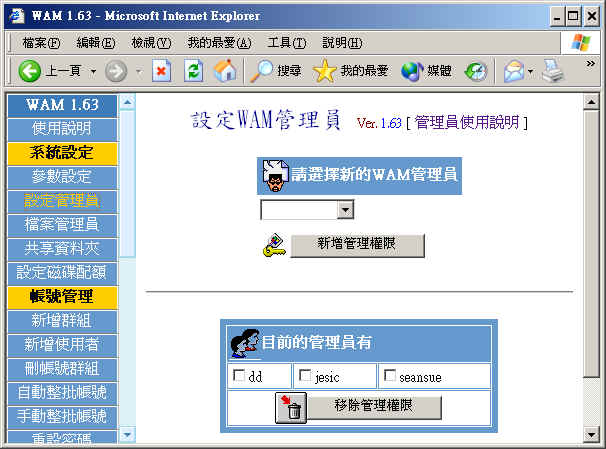 WAM 1.63 - Microsoft Internet Explorer
檔案(F) 編輯(E) 檢視(V) 我的最愛(A) 工具(T) 說明(H)
上一頁 搜尋 我的最愛 媒體 »
WAM 1.63
使用說明
系統設定
參數設定
設定管理員
檔案管理員
共享資料夾
設定磁碟配額
帳號管理
新增群組
新增使用者
刪帳號群組
自動整批帳號
手動整批帳號
重設密碼
設定WAM管理員 Ver. 1.63 [ 管理員使用說明 ]
請選擇新的WAM管理員
新增管理權限
目前的管理員有
dd jesic seansue
移除管理權限